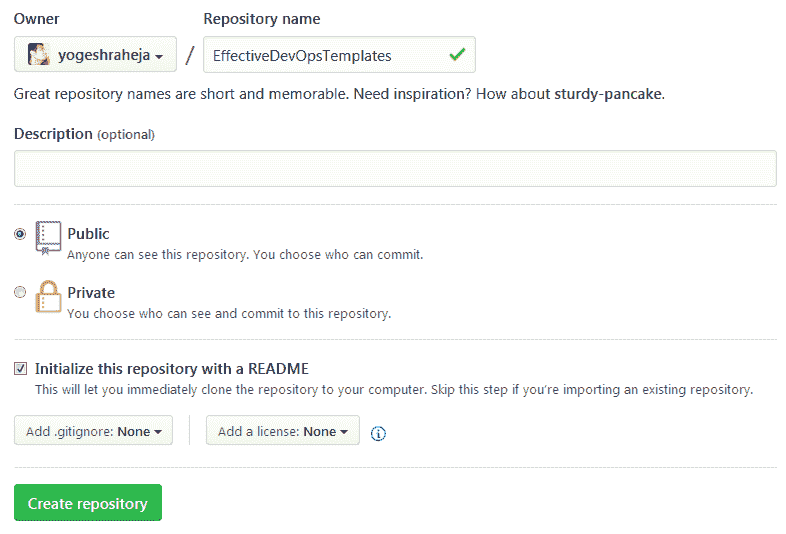 Owner Repository name
yogeshraheja / EffectiveDevOpsTemplates
Great repository names are short and memorable. Need inspiration? How about sturdy-pancake.
Description (optional)
Public
Anyone can see this repository. You choose who can commit.
Private
You choose who can see and commit to this repository.
Initialize this repository with a README
This will let you immediately clone the repository to your computer. Skip this step if you’re importing an existing repository.
Add .gitignore: None Add a license: None
Create repository